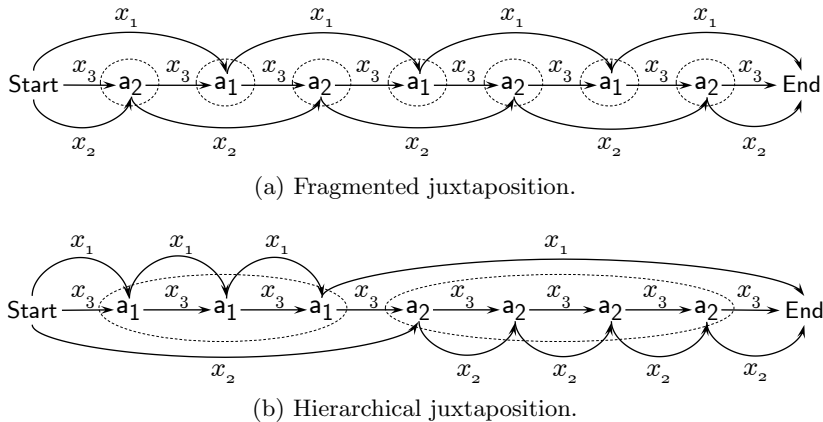 x₁ x₁ x₁ x₁
x₃ x₃ x₃ x₃ x₃ x₃ x₃ x₃
Start a₂ a₁ a₂ a₁ a₂ a₁ a₂ End
x₂ x₂ x₂ x₂ x₂
(a) Fragmented juxtaposition.
x₁ x₁ x₁ x₁
x₃ x₃ x₃ x₃ x₃ x₃ x₃ x₃
Start a₁ a₁ a₁ a₂ a₂ a₂ a₂ End
x₂ x₂ x₂ x₂ x₂
(b) Hierarchical juxtaposition.